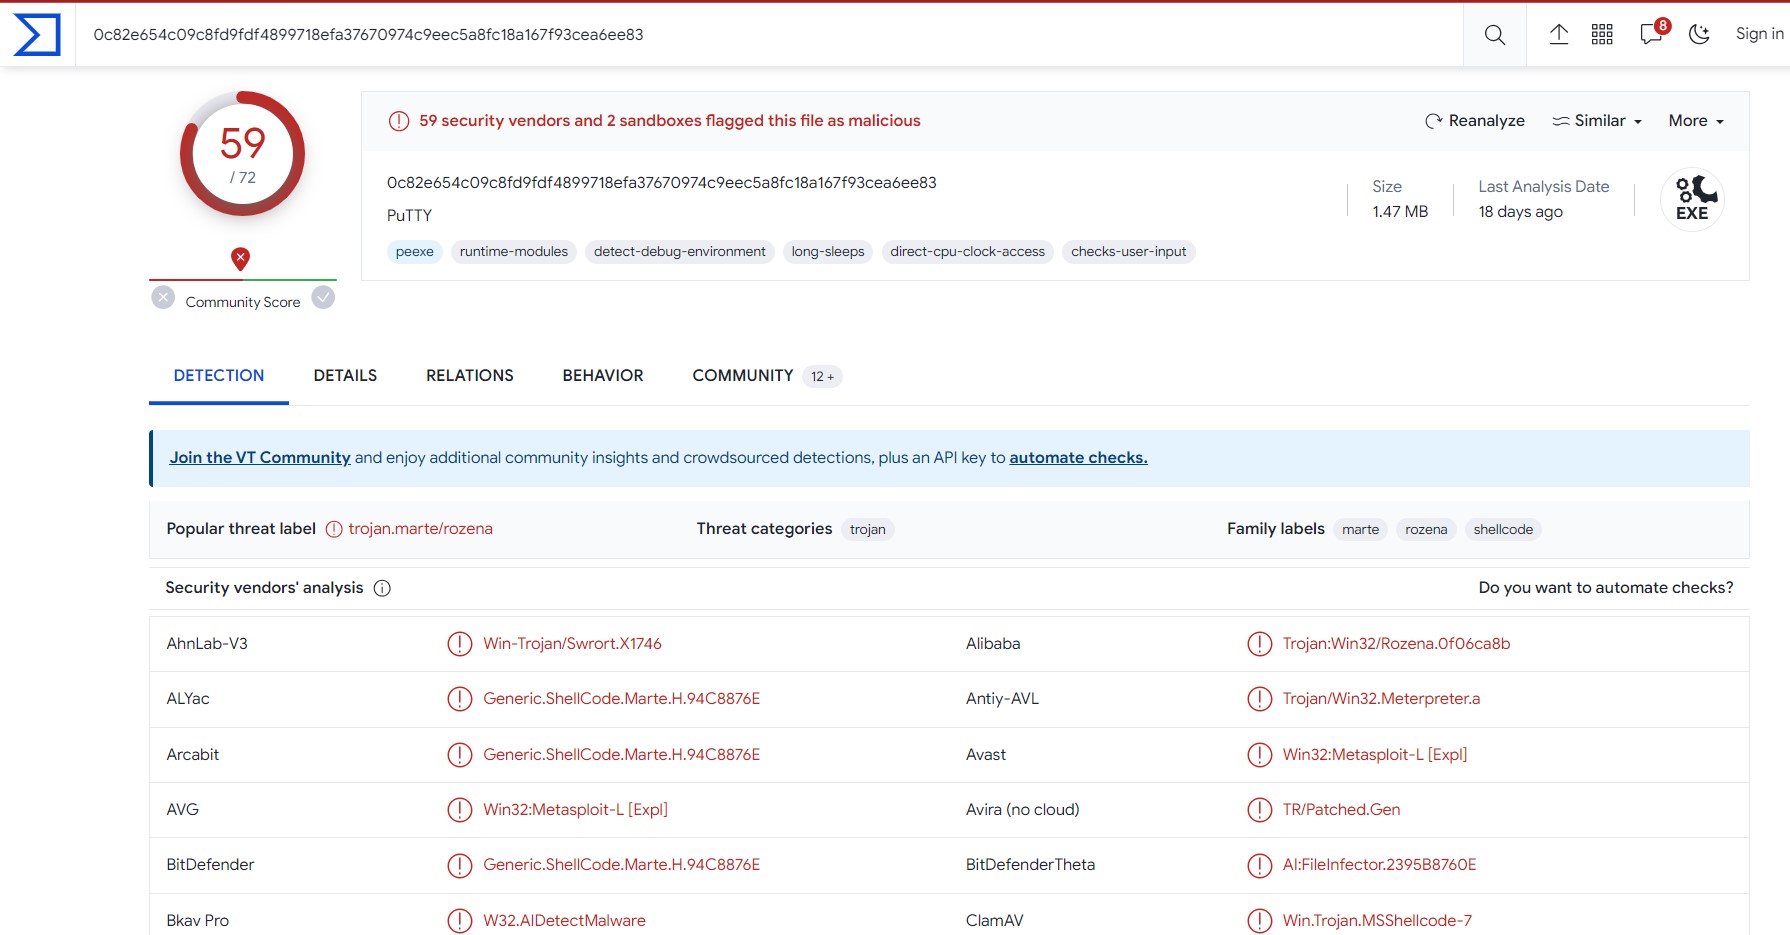 0c82e654c09c8fd9fdf4899718efa37670974c9eec5a8fc18a167f93cea6ee83
8
Sign in
59
/ 72
Community Score
59 security vendors and 2 sandboxes flagged this file as malicious
Reanalyze
Similar
More
0c82e654c09c8fd9fdf4899718efa37670974c9eec5a8fc18a167f93cea6ee83
PuTTY
peexe
runtime-modules
detect-debug-environment
long-sleeps
direct-cpu-clock-access
checks-user-input
Size
1.47 MB
Last Analysis Date
18 days ago
EXE
DETECTION
DETAILS
RELATIONS
BEHAVIOR
COMMUNITY
12 +
Join the VT Community and enjoy additional community insights and crowdsourced detections, plus an API key to automate checks.
Popular threat label
trojan.marte/rozena
Threat categories
trojan
Family labels
marte
rozena
shellcode
Security vendors' analysis
Do you want to automate checks?
AhnLab-V3
Win-Trojan/Swrort.X1746
Alibaba
Trojan:Win32/Rozena.0f06ca8b
ALYac
Generic.ShellCode.Marte.H.94C8876E
Antiy-AVL
Trojan/Win32.Meterpreter.a
Arcabit
Generic.ShellCode.Marte.H.94C8876E
Avast
Win32:Metasploit-L [Expl]
AVG
Win32:Metasploit-L [Expl]
Avira (no cloud)
TR/Patched.Gen
BitDefender
Generic.ShellCode.Marte.H.94C8876E
BitDefenderTheta
AI:FileInfector.2395B8760E
Bkav Pro
W32.AIDetectMalware
ClamAV
Win.Trojan.MSShellcode-7